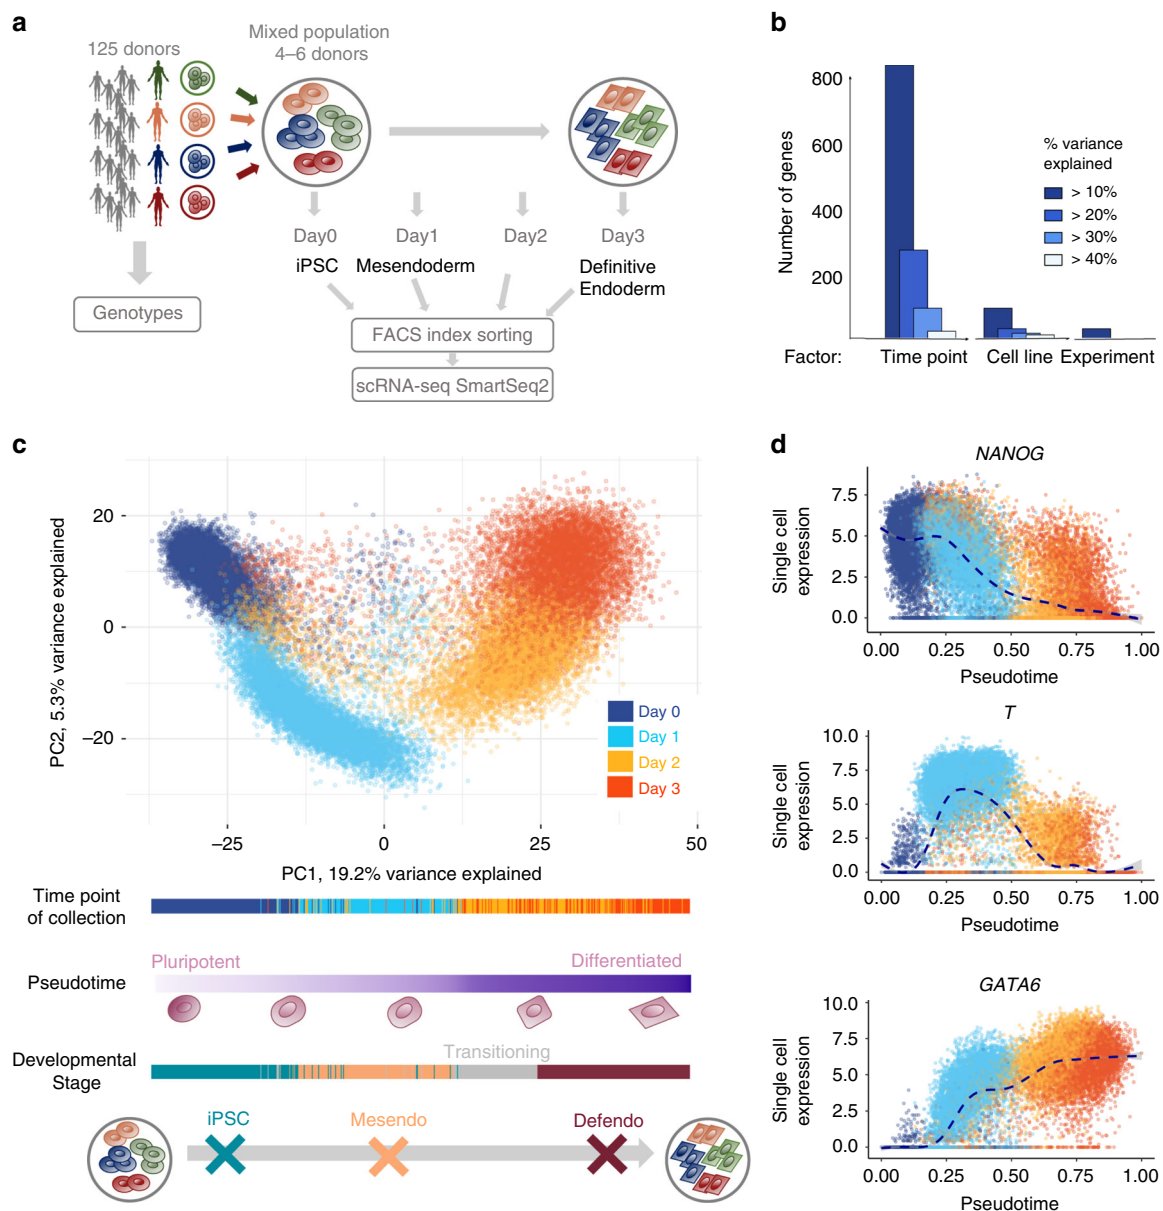 a
125 donors
Mixed population
4–6 donors
Day0
Day1
Day2
Day3
iPSC
Mesendoderm
Definitive
Endoderm
Genotypes
FACS index sorting
scRNA-seq SmartSeq2
b
Number of genes
800
600
400
200
% variance
explained
> 10%
> 20%
> 30%
> 40%
Factor:
Time point
Cell line
Experiment
c
PC2, 5.3% variance explained
20
0
−20
Day 0
Day 1
Day 2
Day 3
−25
0
25
50
PC1, 19.2% variance explained
Time point
of collection
Pluripotent
Differentiated
Pseudotime
Transitioning
Developmental
Stage
iPSC
Mesendo
Defendo
d
NANOG
Single cell
expression
7.5
5.0
2.5
0.0
0.00
0.25
0.50
0.75
1.00
Pseudotime
T
Single cell
expression
10.0
7.5
5.0
2.5
0.0
0.00
0.25
0.50
0.75
1.00
Pseudotime
GATA6
Single cell
expression
10.0
7.5
5.0
2.5
0.0
0.00
0.25
0.50
0.75
1.00
Pseudotime